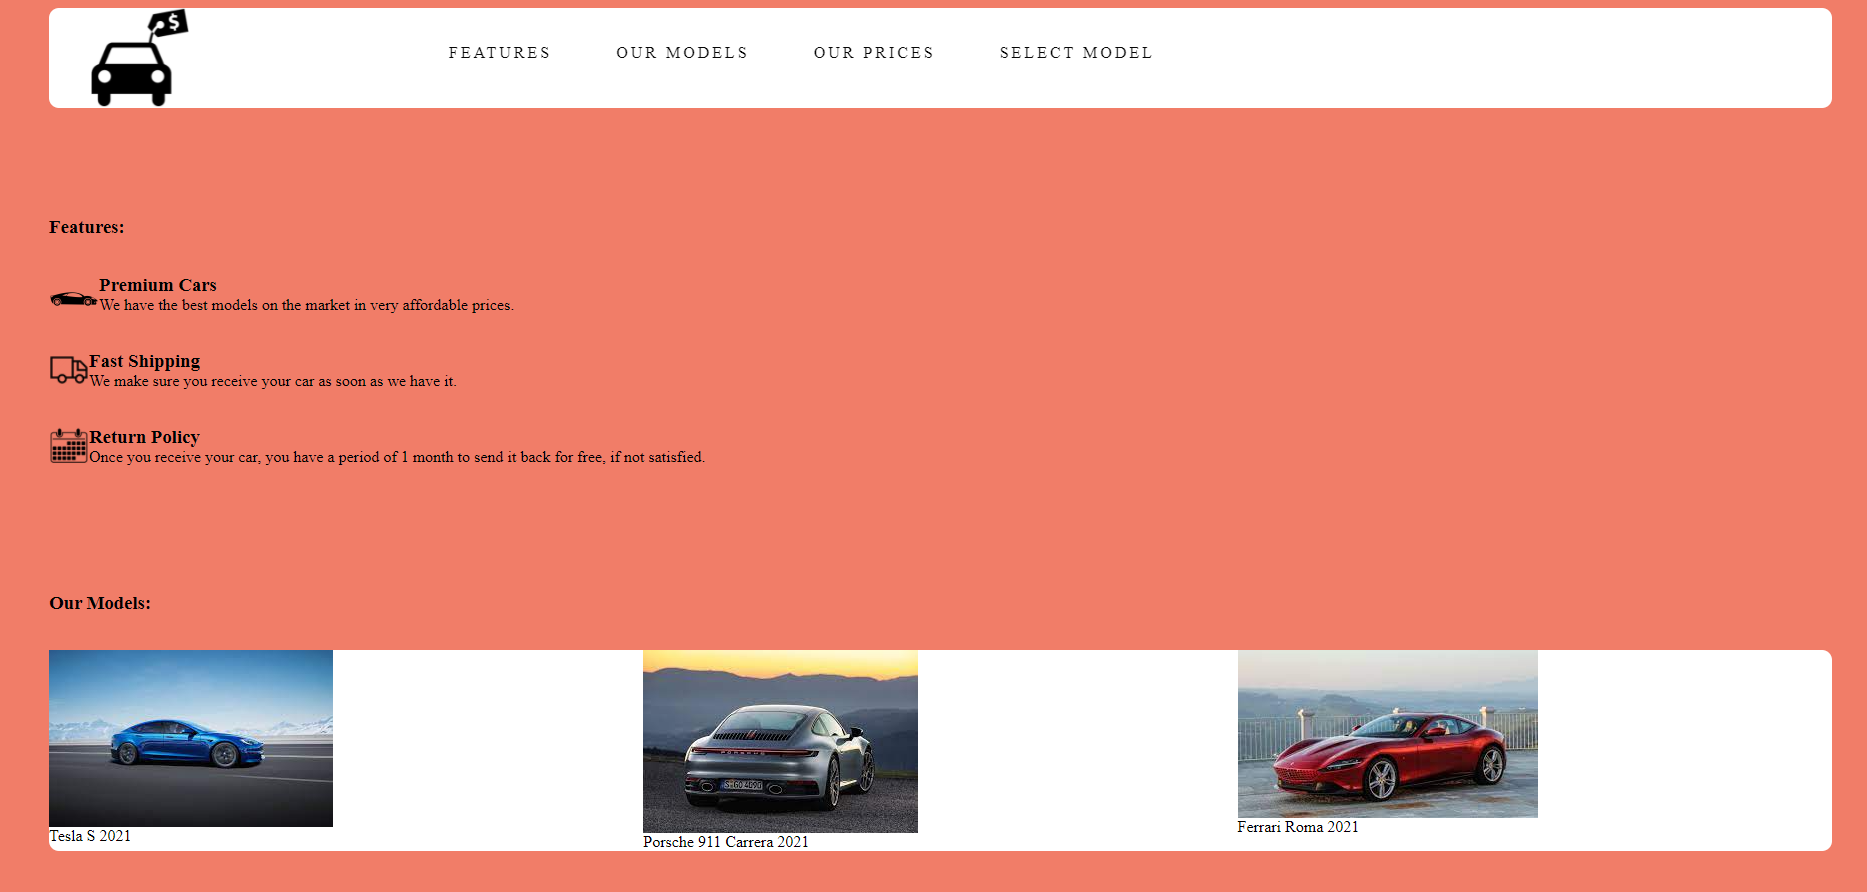 $
FEATURES OUR MODELS OUR PRICES SELECT MODEL
Features:
Premium Cars
We have the best models on the market in very affordable prices.
Fast Shipping
We make sure you receive your car as soon as we have it.
Return Policy
Once you receive your car, you have a period of 1 month to send it back for free, if not satisfied.
Our Models:
PORSCHE
S·GO 4090
Tesla S 2021
Porsche 911 Carrera 2021
Ferrari Roma 2021